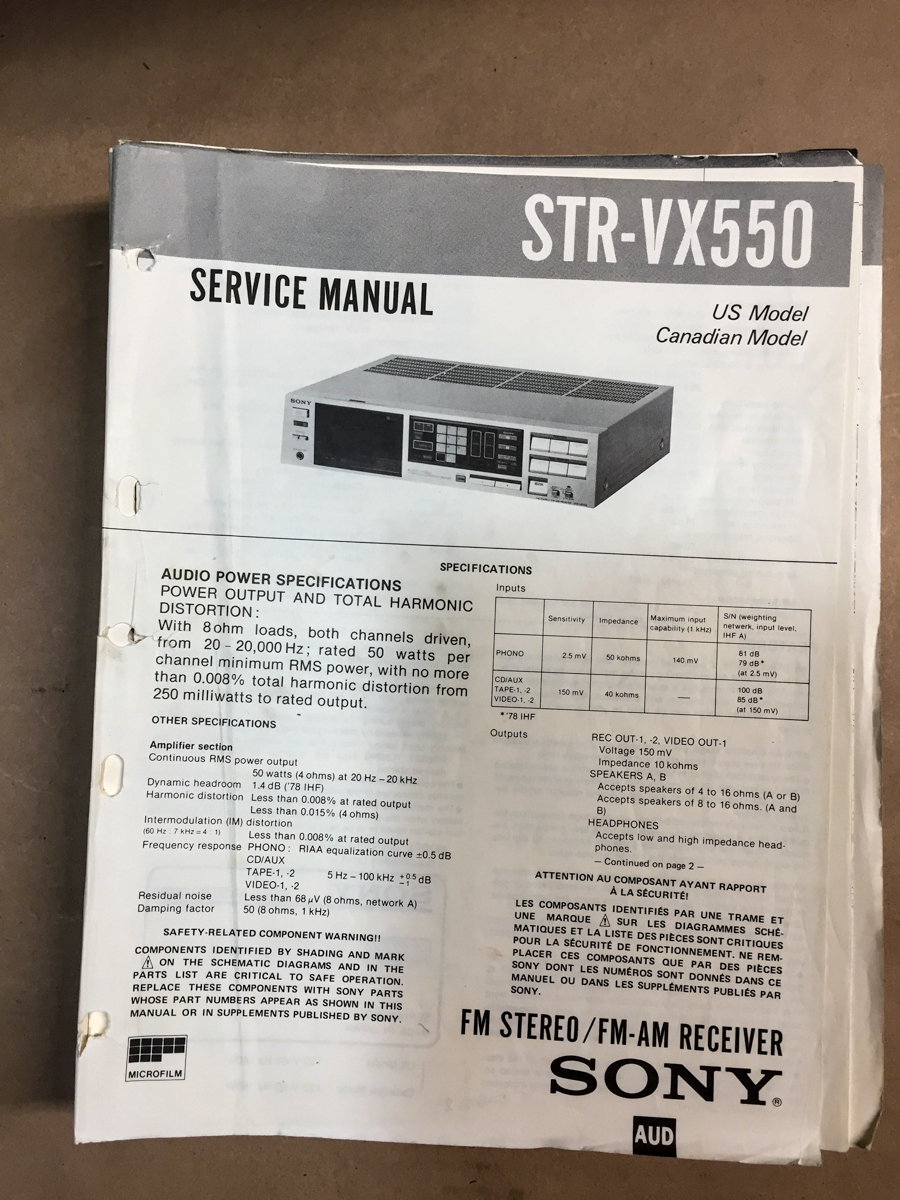 STR-VX550
SERVICE MANUAL
US Model
Canadian Model
SONY
SPECIFICATIONS
AUDIO POWER SPECIFICATIONS
POWER OUTPUT AND TOTAL HARMONIC
DISTORTION:
With 8 ohm loads, both channels driven,
from 20 - 20,000 Hz; rated 50 watts per
channel minimum RMS power, with no more
than 0.008% total harmonic distortion from
250 milliwatts to rated output.
OTHER SPECIFICATIONS
Amplifier section
Continuous RMS power output
50 watts (4 ohms) at 20 Hz – 20 kHz
Dynamic headroom 1.4 dB ('78 IHF)
Harmonic distortion Less than 0.008% at rated output
Less than 0.015% (4 ohms)
Intermodulation (IM) distortion
(60 Hz : 7 kHz = 4 : 1) Less than 0.008% at rated output
Frequency response PHONO: RIAA equalization curve ±0.5 dB
CD/AUX
TAPE-1, -2 5 Hz – 100 kHz +0.5 −1 dB
VIDEO-1, -2
Residual noise Less than 68 μV (8 ohms, network A)
Damping factor 50 (8 ohms, 1 kHz)
SAFETY-RELATED COMPONENT WARNING!!
COMPONENTS IDENTIFIED BY SHADING AND MARK
⚠ ON THE SCHEMATIC DIAGRAMS AND IN THE
PARTS LIST ARE CRITICAL TO SAFE OPERATION.
REPLACE THESE COMPONENTS WITH SONY PARTS
WHOSE PART NUMBERS APPEAR AS SHOWN IN THIS
MANUAL OR IN SUPPLEMENTS PUBLISHED BY SONY.
MICROFILM
Inputs
Sensitivity Impedance Maximum input capability (1 kHz) S/N (weighting netwerk, input level, IHF A)
PHONO 2.5 mV 50 kohms 140 mV 81 dB 79 dB* (at 2.5 mV)
CD/AUX TAPE-1, -2 VIDEO-1, -2 150 mV 40 kohms — 100 dB 85 dB* (at 150 mV)
* '78 IHF
Outputs
REC OUT-1, -2, VIDEO OUT-1
Voltage 150 mV
Impedance 10 kohms
SPEAKERS A, B
Accepts speakers of 4 to 16 ohms (A or B)
Accepts speakers of 8 to 16 ohms. (A and
B)
HEADPHONES
Accepts low and high impedance head-
phones.
– Continued on page 2 –
ATTENTION AU COMPOSANT AYANT RAPPORT
À LA SÉCURITÉ!
LES COMPOSANTS IDENTIFIÉS PAR UNE TRAME ET
UNE MARQUE ⚠ SUR LES DIAGRAMMES SCHÉ-
MATIQUES ET LA LISTE DES PIÈCES SONT CRITIQUES
POUR LA SÉCURITÉ DE FONCTIONNEMENT. NE REM-
PLACER CES COMPOSANTS QUE PAR DES PIÈCES
SONY DONT LES NUMÉROS SONT DONNÉS DANS CE
MANUEL OU DANS LES SUPPLÉMENTS PUBLIÉS PAR
SONY.
FM STEREO/FM-AM RECEIVER
SONY®
AUD